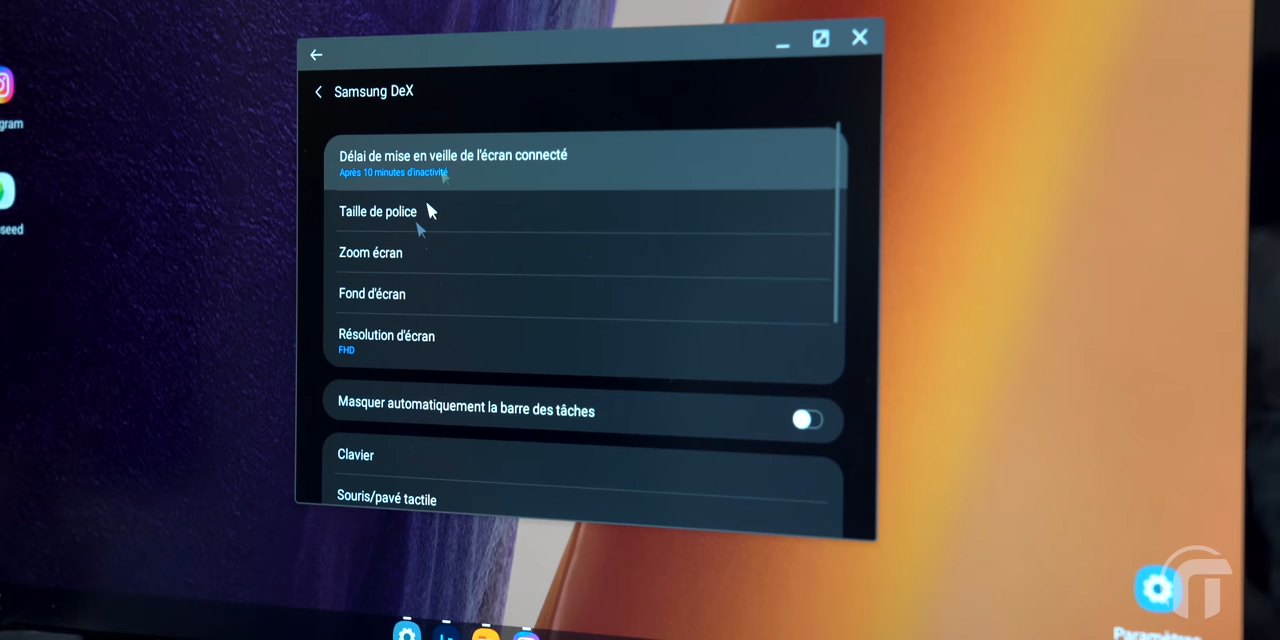 Samsung DeX
Délai de mise en veille de l'écran connecté
Après 10 minutes d'inactivité
Taille de police
Zoom écran
Fond d'écran
Résolution d'écran
FHD
Masquer automatiquement la barre des tâches
Clavier
Souris/pavé tactile
gram
seed